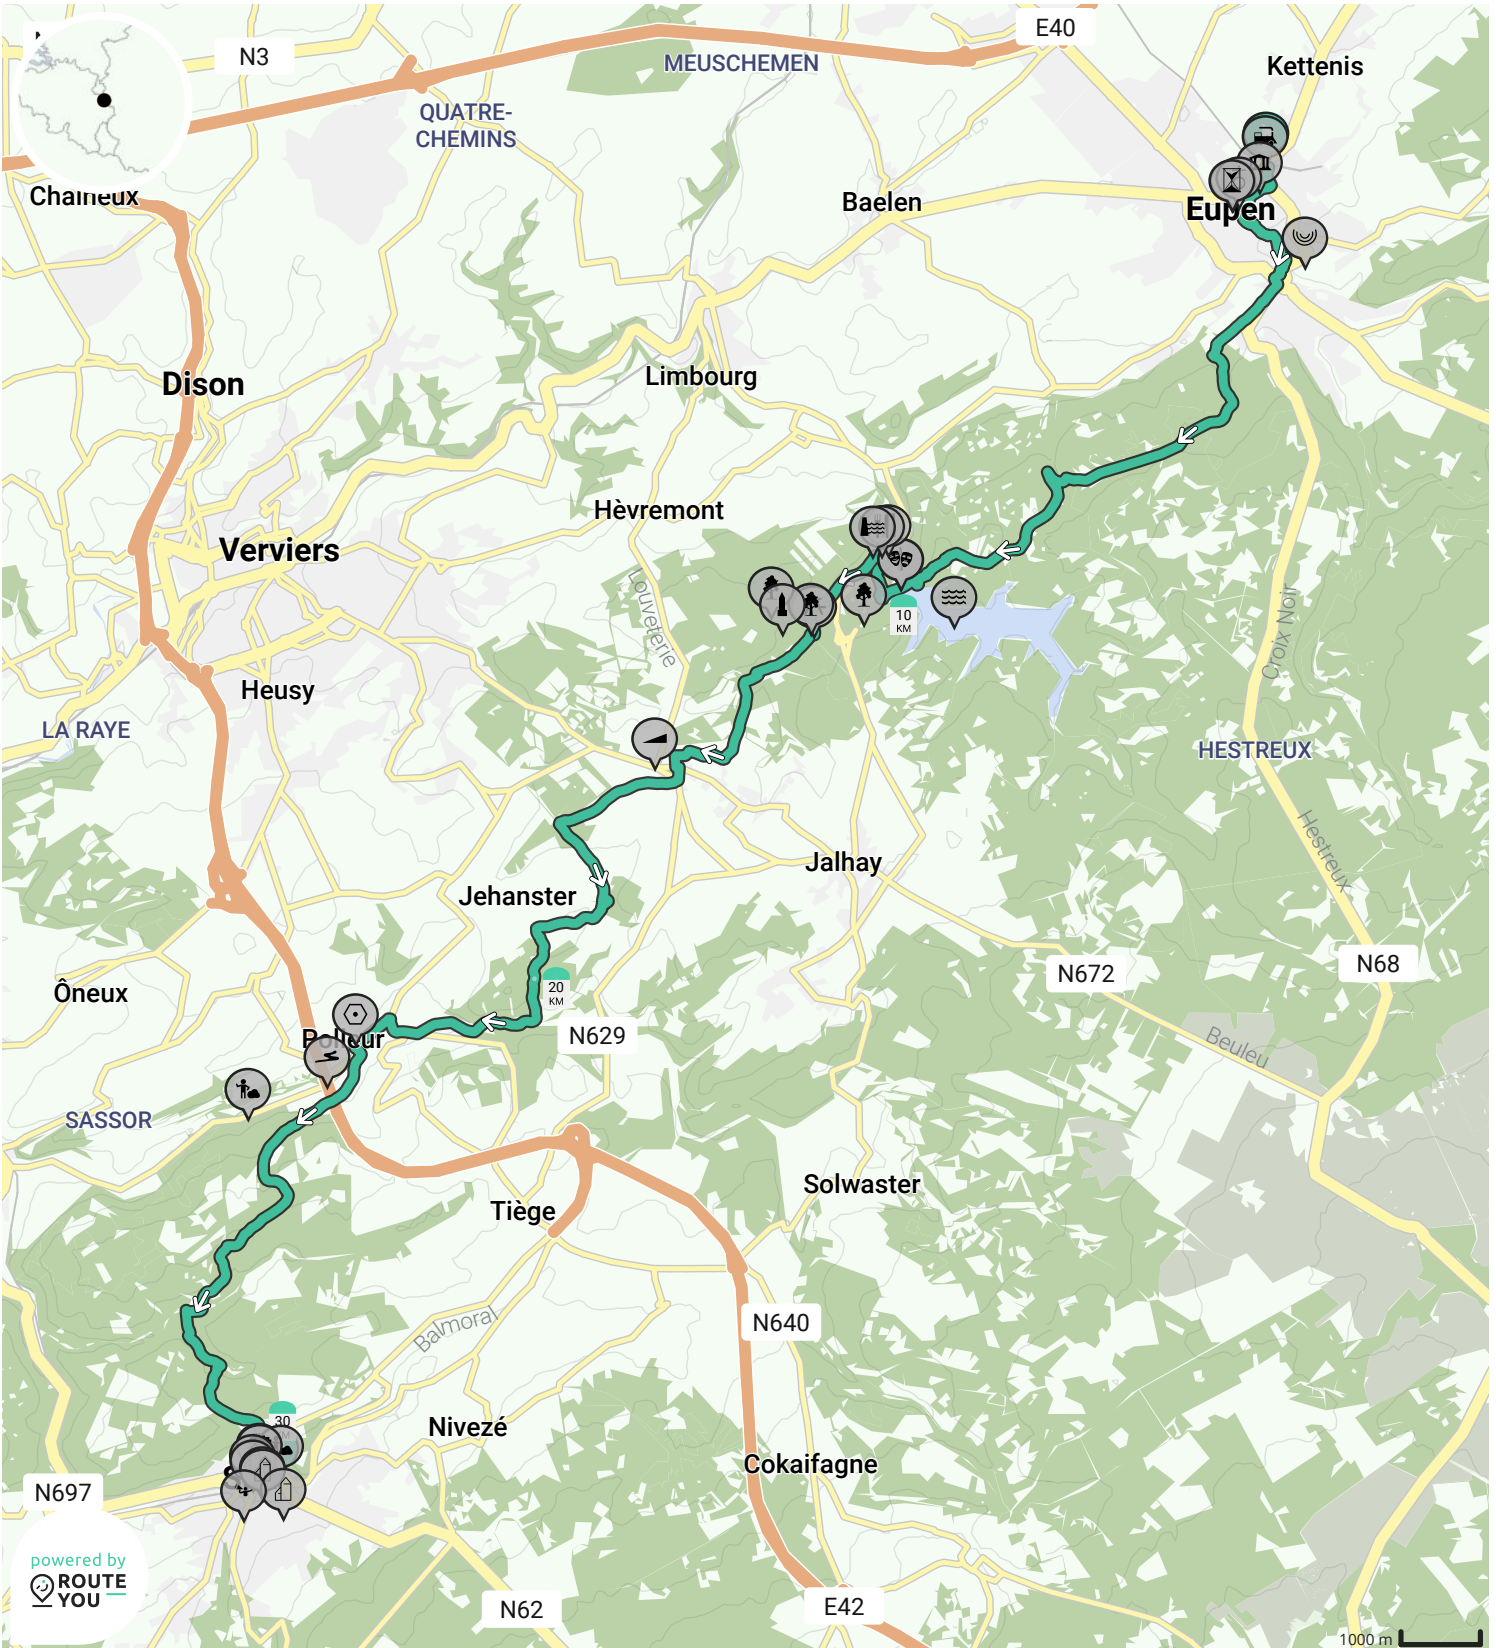 E40
N3
MEUSCHEMEN
Kettenis
QUATRE-
CHEMINS
Chaineux
Baelen
Eupen
Limbourg
Dison
Hèvremont
Verviers
Louveterie
10
KM
Croix Noir
Heusy
LA RAYE
HESTREUX
Hestreux
Jalhay
Jehanster
N68
N672
Ôneux
20
KM
N629
Polleur
Beuleu
SASSOR
Solwaster
Tiège
N640
Balmoral
30
Nivezé
Cokaifagne
N697
powered by
ROUTE
YOU
N62
E42
1000 m